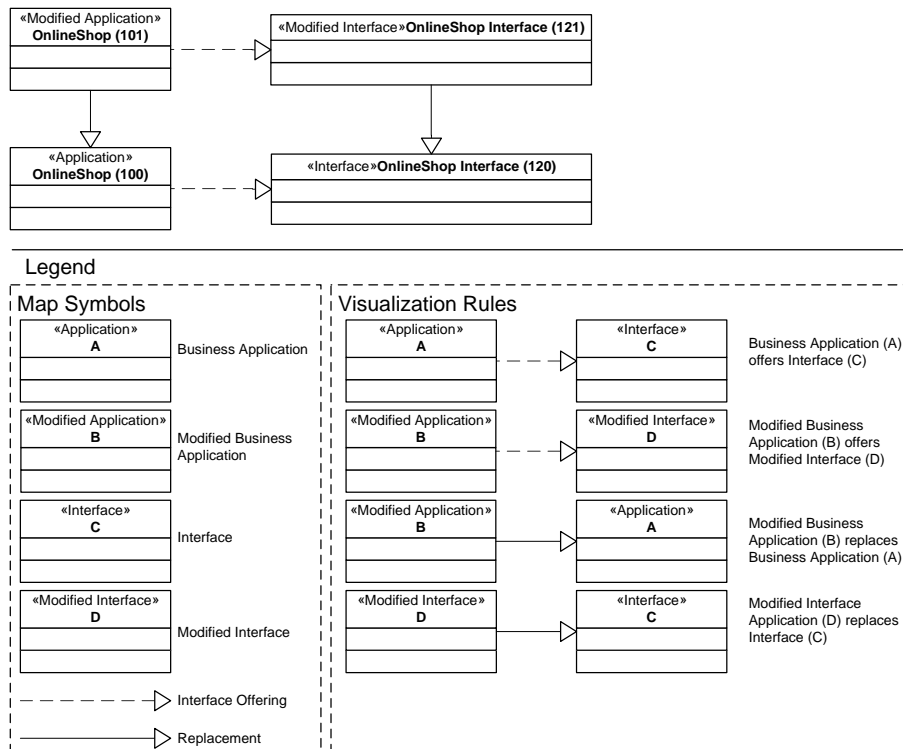 «Modified Application»
OnlineShop (101)
«Modified Interface»OnlineShop Interface (121)
«Application»
OnlineShop (100)
«Interface»OnlineShop Interface (120)
Legend
Map Symbols
«Application»
A
Business Application
«Modified Application»
B
Modified Business
Application
«Interface»
C
Interface
«Modified Interface»
D
Modified Interface
Interface Offering
Replacement
Visualization Rules
«Application»
A
«Interface»
C
Business Application (A)
offers Interface (C)
«Modified Application»
B
«Modified Interface»
D
Modified Business
Application (B) offers
Modified Interface (D)
«Modified Application»
B
«Application»
A
Modified Business
Application (B) replaces
Business Application (A)
«Modified Interface»
D
«Interface»
C
Modified Interface
Application (D) replaces
Interface (C)